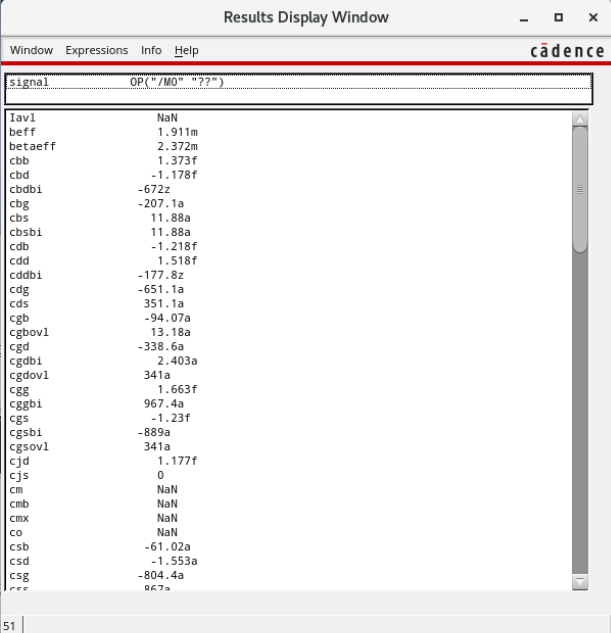 Results Display Window
Window Expressions Info Help
cādence
signal OP("/M0" "??")
Iavl NaN
beff 1.911m
betaeff 2.372m
cbb 1.373f
cbd -1.178f
cbdbi -672z
cbg -207.1a
cbs 11.88a
cbsbi 11.88a
cdb -1.218f
cdd 1.518f
cddbi -177.8z
cdg -651.1a
cds 351.1a
cgb -94.07a
cgbovl 13.18a
cgd -338.6a
cgdbi 2.403a
cgdovl 341a
cgg 1.663f
cggbi 967.4a
cgs -1.23f
cgsbi -889a
cgsovl 341a
cjd 1.177f
cjs 0
cm NaN
cmb NaN
cmx NaN
co NaN
csb -61.02a
csd -1.553a
csg -804.4a
css 867a
51